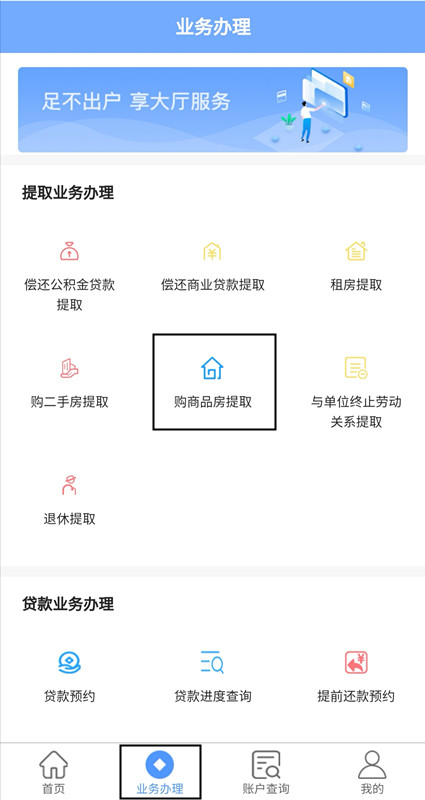 业务办理
足不出户 享大厅服务
提取业务办理
偿还公积金贷款
提取
偿还商业贷款提取
租房提取
购二手房提取
购商品房提取
与单位终止劳动
关系提取
退休提取
贷款业务办理
贷款预约
贷款进度查询
提前还款预约
首页
业务办理
账户查询
我的